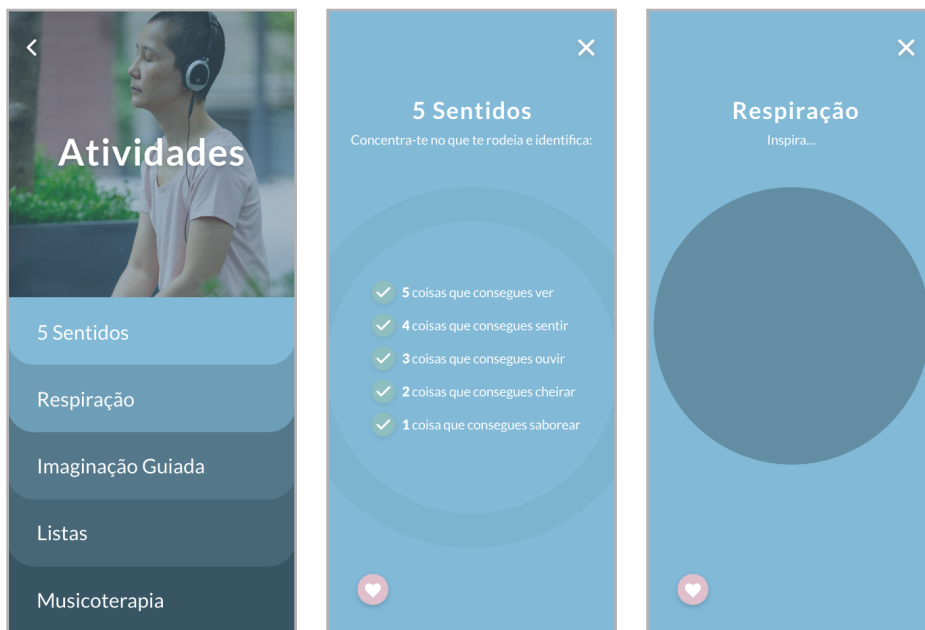 Atividades
5 Sentidos
Respiração
Imaginação Guiada
Listas
Musicoterapia
5 Sentidos
Concentra-te no que te rodeia e identifica:
5 coisas que consegues ver
4 coisas que consegues sentir
3 coisas que consegues ouvir
2 coisas que consegues cheirar
1 coisa que consegues saborear
Respiração
Inspira...